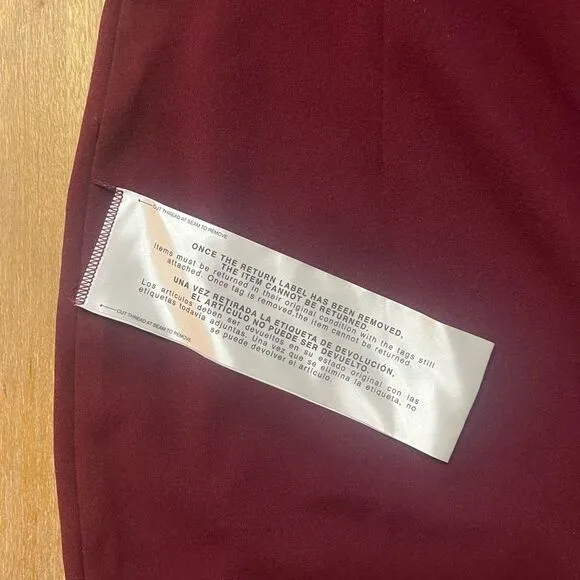 CUT THREAD AT SEAM TO REMOVE
ONCE THE RETURN LABEL HAS BEEN REMOVED,
THE ITEM CANNOT BE RETURNED.
Items must be returned in their original condition with the tags still
attached. Once tag is removed,the item cannot be returned.
UNA VEZ RETIRADA LA ETIQUETA DE DEVOLUCIÓN,
EL ARTÍCULO NO PUEDE SER DEVUELTO.
Los artículos deben ser devueltos en su estado original con las
etiquetas todavía adjuntas. Una vez que se elimina la etiqueta, no
se puede devolver el artículo.
CUT THREAD AT SEAM TO REMOVE